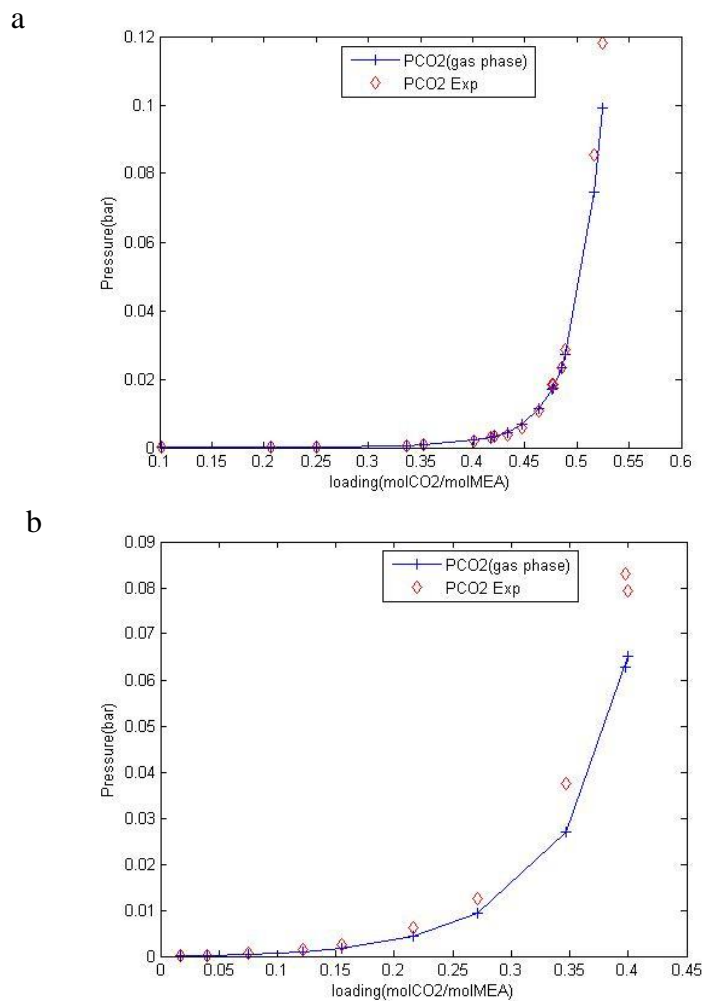 a
0.12
0.1
0.08
0.06
0.04
0.02
0
Pressure(bar)
PCO2(gas phase)
PCO2 Exp
0.1 0.15 0.2 0.25 0.3 0.35 0.4 0.45 0.5 0.55 0.6
loading(molCO2/molMEA)
b
0.09
0.08
0.07
0.06
0.05
0.04
0.03
0.02
0.01
0
Pressure(bar)
PCO2(gas phase)
PCO2 Exp
0 0.05 0.1 0.15 0.2 0.25 0.3 0.35 0.4 0.45
loading(molCO2/molMEA)